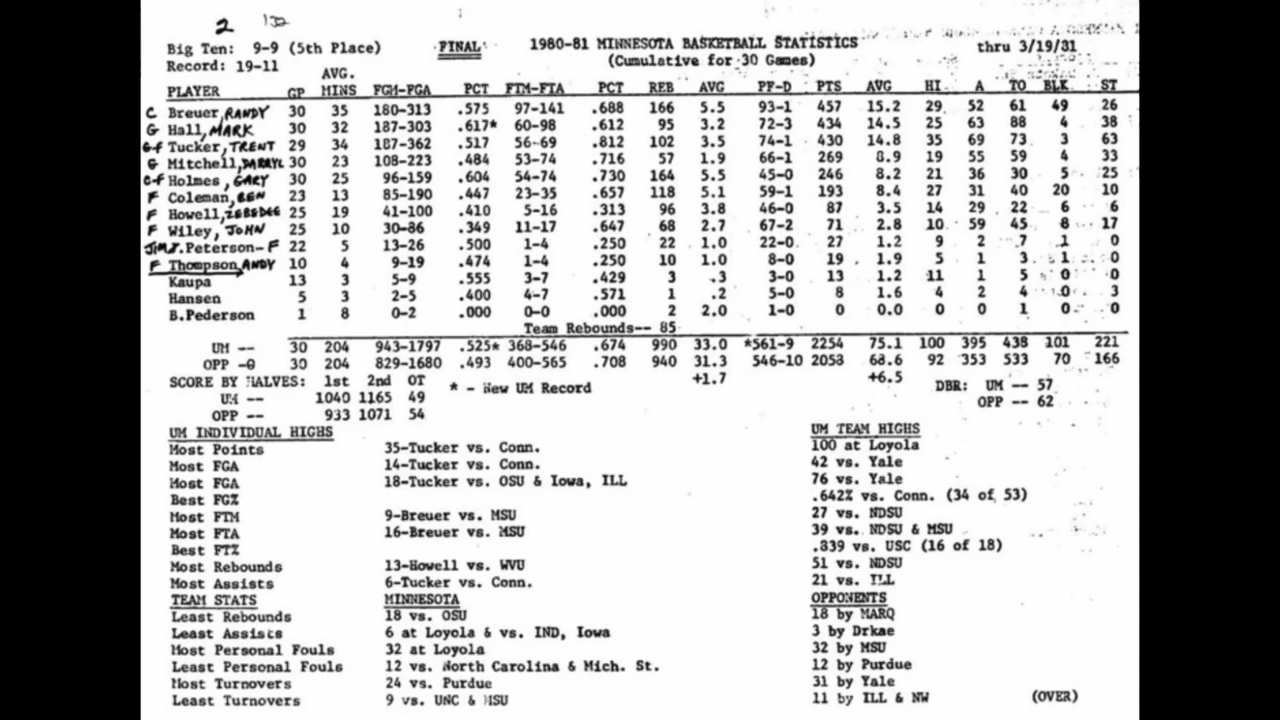 2 132
Big Ten: 9-9 (5th Place) FINAL 1980-81 MINNESOTA BASKETBALL STATISTICS thru 3/19/81
Record: 19-11 (Cumulative for 30 Games)
AVG.
PLAYER GP MINS FGM-FGA PCT FTM-FTA PCT REB AVG PF-D PTS AVG HI A TO BLK ST
C Breuer, RANDY 30 35 180-313 .575 97-141 .688 166 5.5 93-1 457 15.2 29 52 61 49 26
G Hall, MARK 30 32 187-303 .617* 60-98 .612 95 3.2 72-3 434 14.5 25 63 88 4 38
G-f Tucker, TRENT 29 34 187-362 .517 56-69 .812 102 3.5 74-1 430 14.8 35 69 73 3 63
G Mitchell, DARRYL 30 23 108-223 .484 53-74 .716 57 1.9 66-1 269 8.9 19 55 59 4 33
C-f Holmes, GARY 30 25 96-159 .604 54-74 .730 164 5.5 45-0 246 8.2 21 36 30 5 25
F Coleman, BEN 23 13 85-190 .447 23-35 .657 118 5.1 59-1 193 8.4 27 31 40 20 10
F Howell, ZEBEDEE 25 19 41-100 .410 5-16 .313 96 3.8 46-0 87 3.5 14 29 22 6 6
F Wiley, JOHN 25 10 30-86 .349 11-17 .647 68 2.7 67-2 71 2.8 10 59 45 8 17
JIM J. Peterson-F 22 5 13-26 .500 1-4 .250 22 1.0 22-0 27 1.2 9 2 7 1 0
F Thompson, ANDY 10 4 9-19 .474 1-4 .250 10 1.0 8-0 19 1.9 5 1 3 1 0
Kaupa 13 3 5-9 .555 3-7 .429 3 .3 3-0 13 1.2 11 1 5 0 0
Hansen 5 3 2-5 .400 4-7 .571 1 .2 5-0 8 1.6 4 2 4 0 3
B.Pederson 1 8 0-2 .000 0-0 .000 2 2.0 1-0 0 0.0 0 0 1 0 0
Team Rebounds-- 85
UM -- 30 204 943-1797 .525* 368-546 .674 990 33.0 *561-9 2254 75.1 100 395 438 101 221
OPP -- 30 204 829-1680 .493 400-565 .708 940 31.3 546-10 2058 68.6 92 353 533 70 166
+1.7 +6.5
SCORE BY HALVES: 1st 2nd OT * - New UM Record DBR: UM -- 57
UM -- 1040 1165 49 OPP -- 62
OPP -- 933 1071 54
UM INDIVIDUAL HIGHS UM TEAM HIGHS
Most Points 35-Tucker vs. Conn. 100 at Loyola
Most FGA 14-Tucker vs. Conn. 42 vs. Yale
Most FGA 18-Tucker vs. OSU & Iowa, ILL 76 vs. Yale
Best FG% .642% vs. Conn. (34 of 53)
Most FTM 9-Breuer vs. MSU 27 vs. NDSU
Most FTA 16-Breuer vs. MSU 39 vs. NDSU & MSU
Best FT% .839 vs. USC (16 of 18)
Most Rebounds 13-Howell vs. WVU 51 vs. NDSU
Most Assists 6-Tucker vs. Conn. 21 vs. ILL
TEAM STATS MINNESOTA OPPONENTS
Least Rebounds 18 vs. OSU 18 by MARQ
Least Assists 6 at Loyola & vs. IND, Iowa 3 by Drkae
Most Personal Fouls 32 at Loyola 32 by MSU
Least Personal Fouls 12 vs. North Carolina & Mich. St. 12 by Purdue
Most Turnovers 24 vs. Purdue 31 by Yale
Least Turnovers 9 vs. UNC & MSU 11 by ILL & NW (OVER)